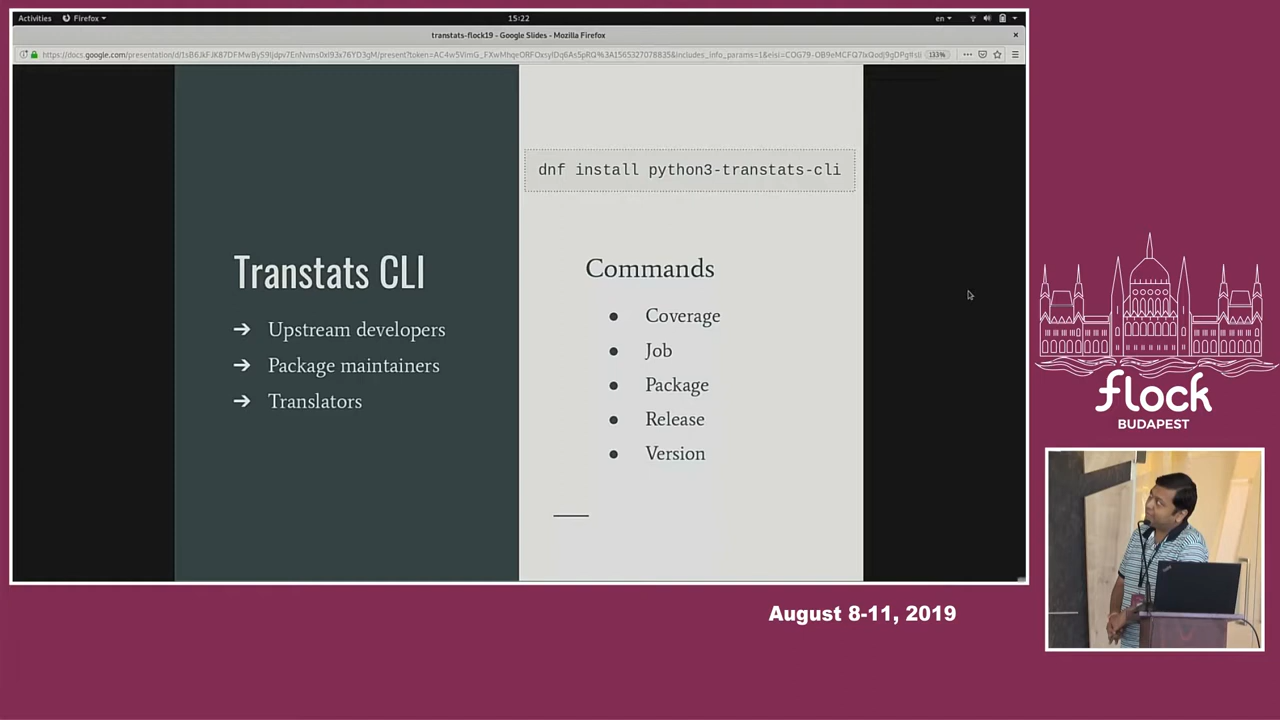 Activities Firefox 15:22 en
transtats-flock19 - Google Slides - Mozilla Firefox
133%
dnf install python3-transtats-cli
Transtats CLI
Upstream developers
Package maintainers
Translators
Commands
Coverage
Job
Package
Release
Version
flock
BUDAPEST
August 8-11, 2019